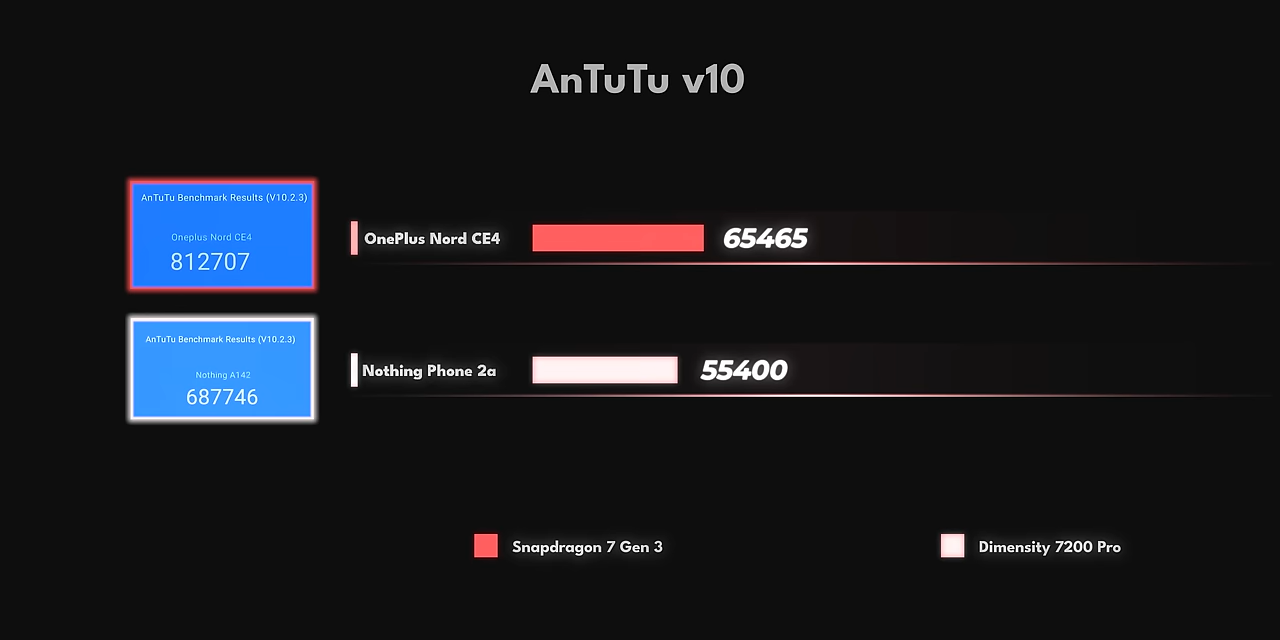 AnTuTu v10
AnTuTu Benchmark Results (V10.2.3)
Oneplus Nord CE4
812707
OnePlus Nord CE4
65465
AnTuTu Benchmark Results (V10.2.3)
Nothing A142
687746
Nothing Phone 2a
55400
Snapdragon 7 Gen 3
Dimensity 7200 Pro